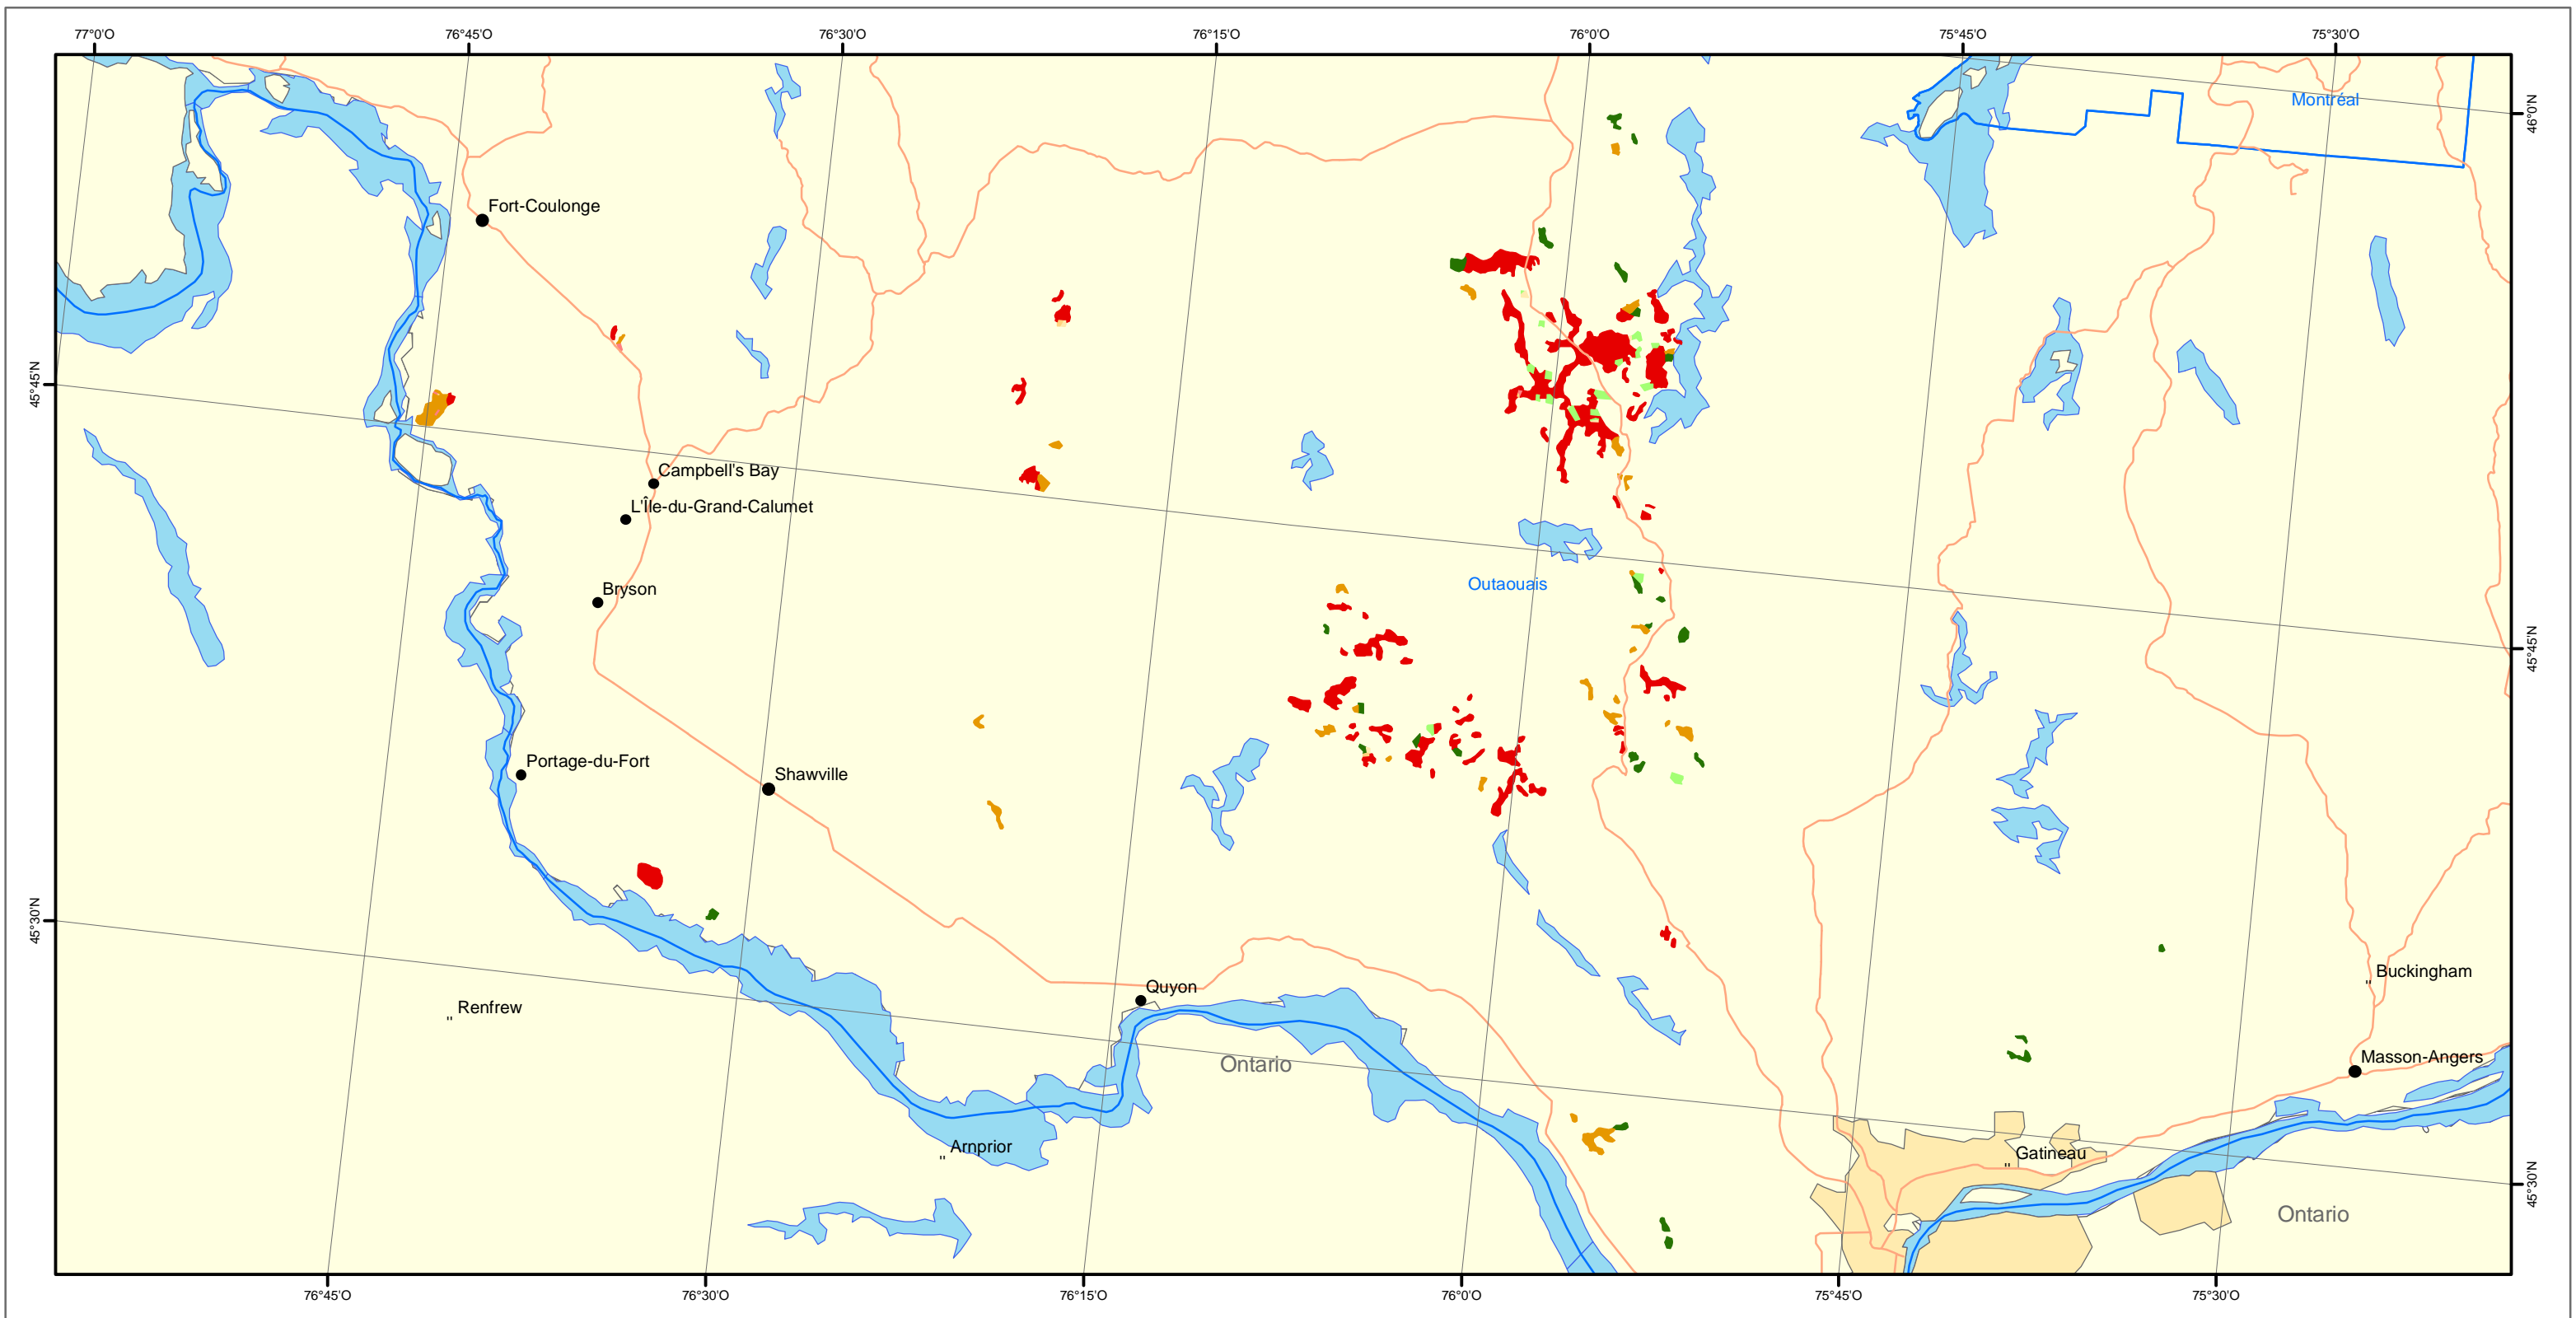 77°0'O 76°45'O 76°30'O 76°15'O 76°0'O 75°45'O 75°30'O
Montréal
46°0'N
Fort-Coulonge
45°45'N
Campbell's Bay
L'Île-du-Grand-Calumet
Outaouais
Bryson
45°45'N
Portage-du-Fort
Shawville
45°30'N
Buckingham
Quyon
Renfrew
Masson-Angers
Ontario
Arnprior
Gatineau
45°30'N
Ontario
76°45'O 76°30'O 76°15'O 76°0'O 75°45'O 75°30'O